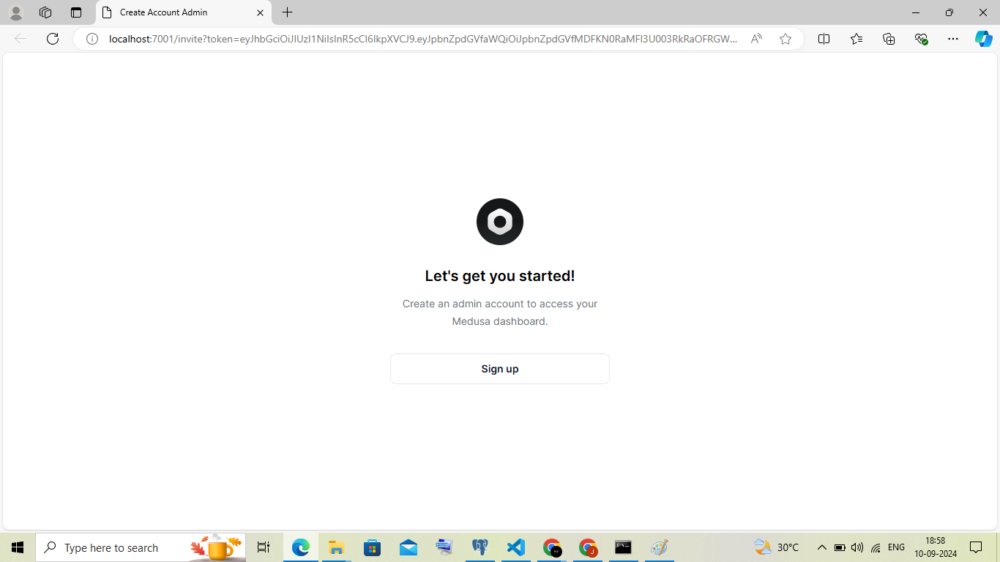 Create Account Admin
localhost:7001/invite?token=eyJhbGciOiJIUzI1NiIsInR5cCI6IkpXVCJ9.eyJpbnZpdGVfaWQiOiJpbnZpdGVfMDFKN0RaMFI3U003RkRaOFRGW...
Let's get you started!
Create an admin account to access your
Medusa dashboard.
Sign up
Type here to search
30°C
ENG
18:58
10-09-2024